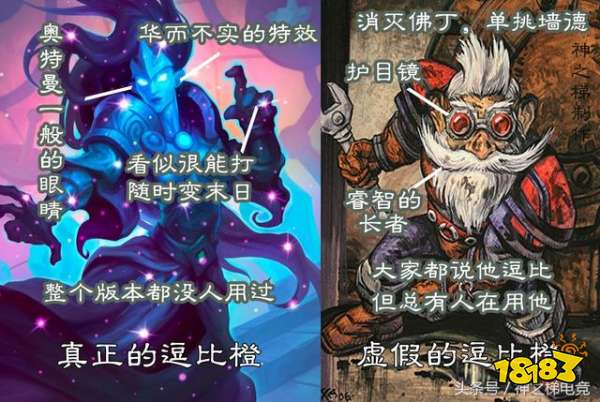 奥特曼一般的眼睛
华而不实的特效
看似很能打
随时变末日
整个版本都没人用过
真正的逗比橙
消灭佛丁，单挑墙德
神之梯制作
护目镜
睿智的
长者
大家都说他逗比
但总有人在用他
虚假的逗比橙
18183
头条号／神之梯电竞